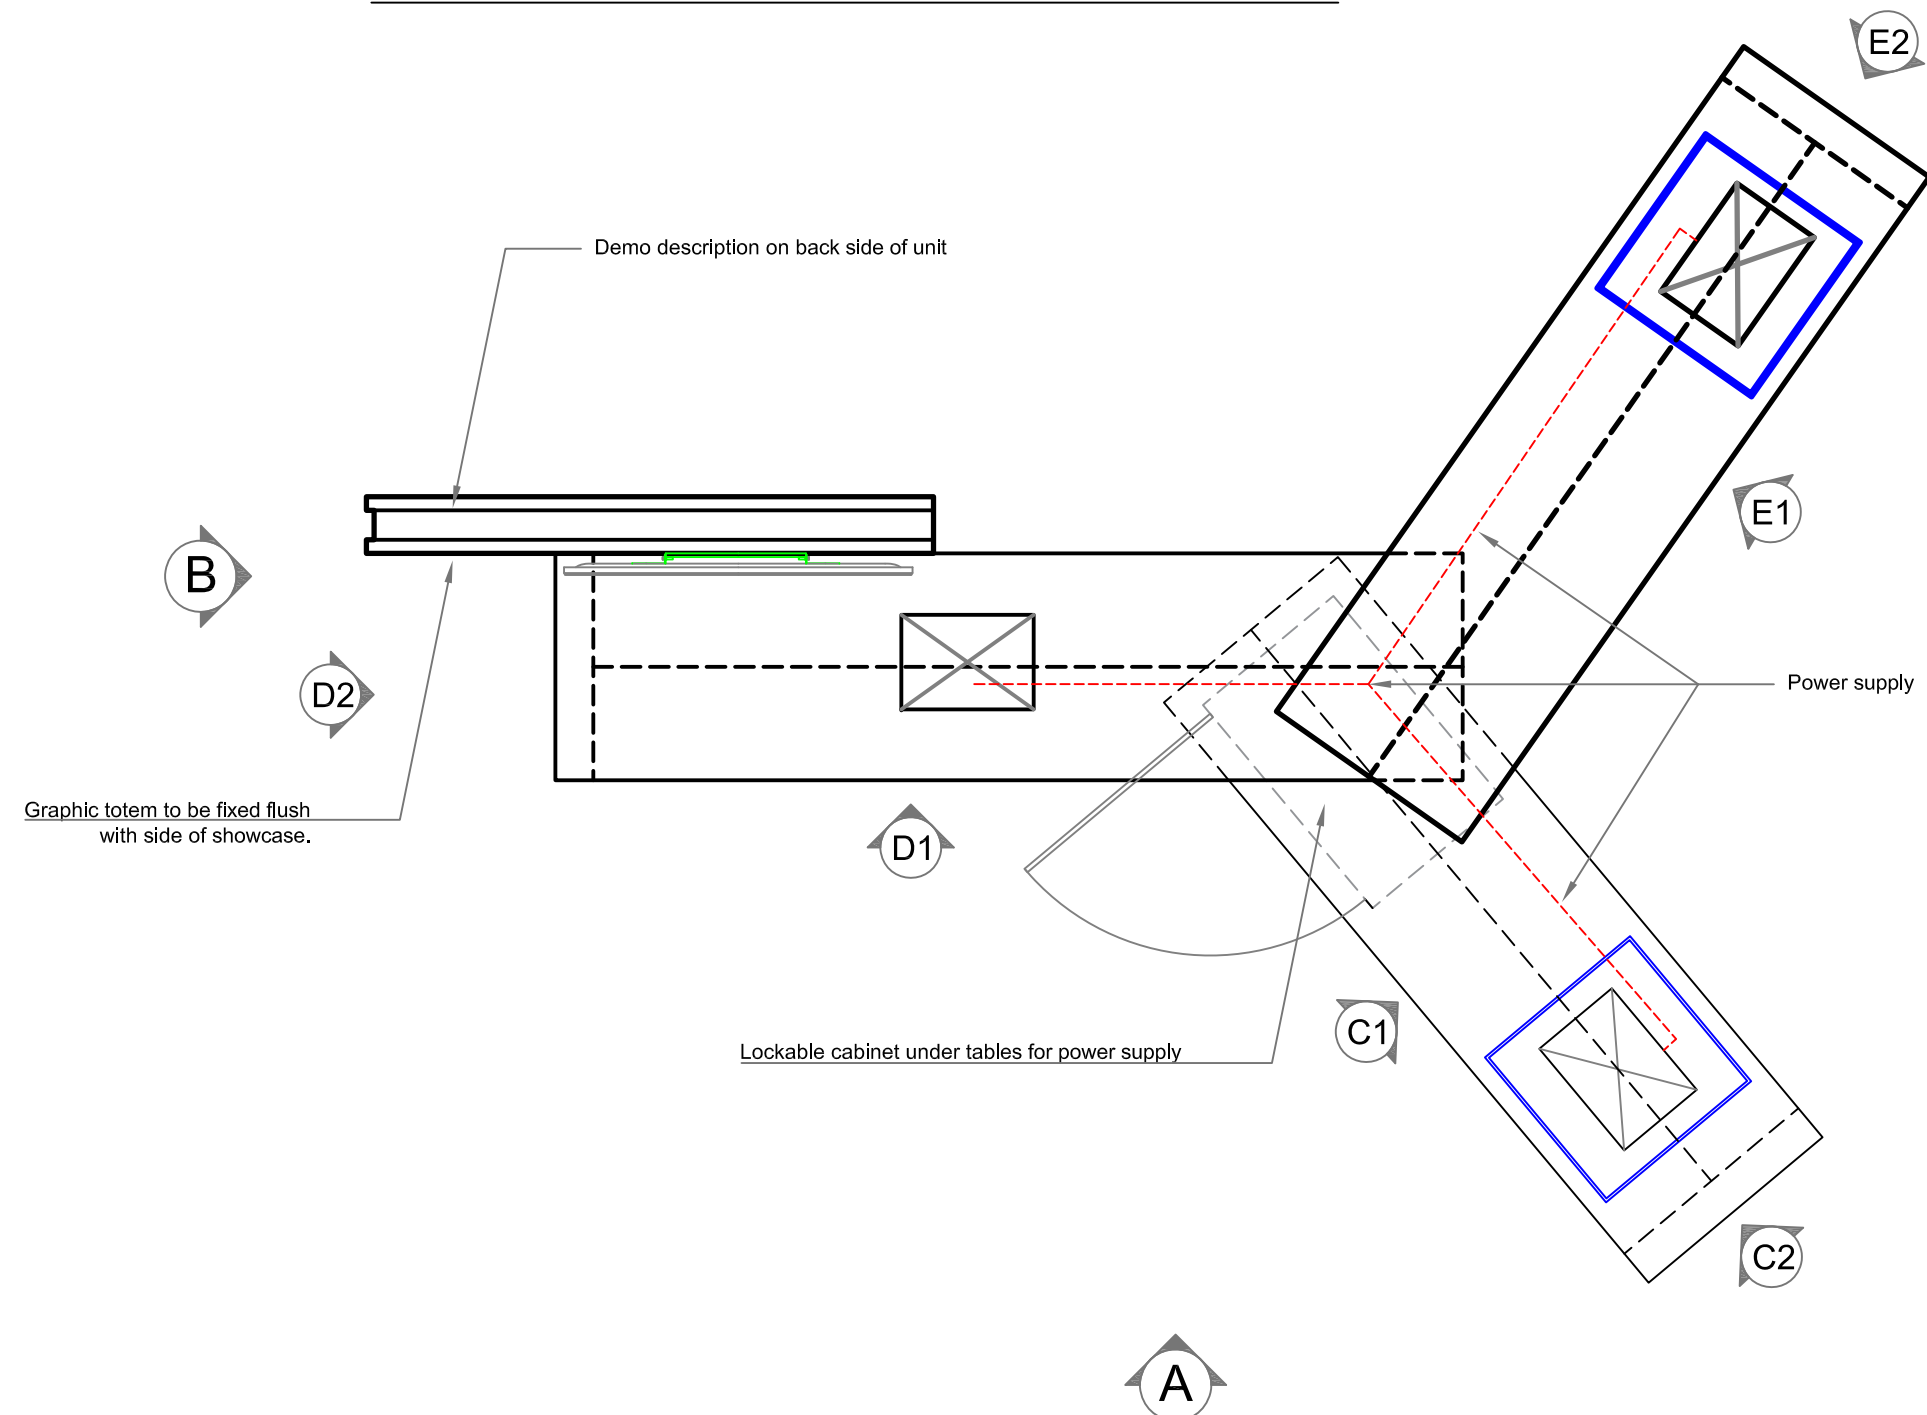 E2
Demo description on back side of unit
E1
B
D2
Power supply
Graphic totem to be fixed flush
with side of showcase.
D1
C1
Lockable cabinet under tables for power supply
C2
A